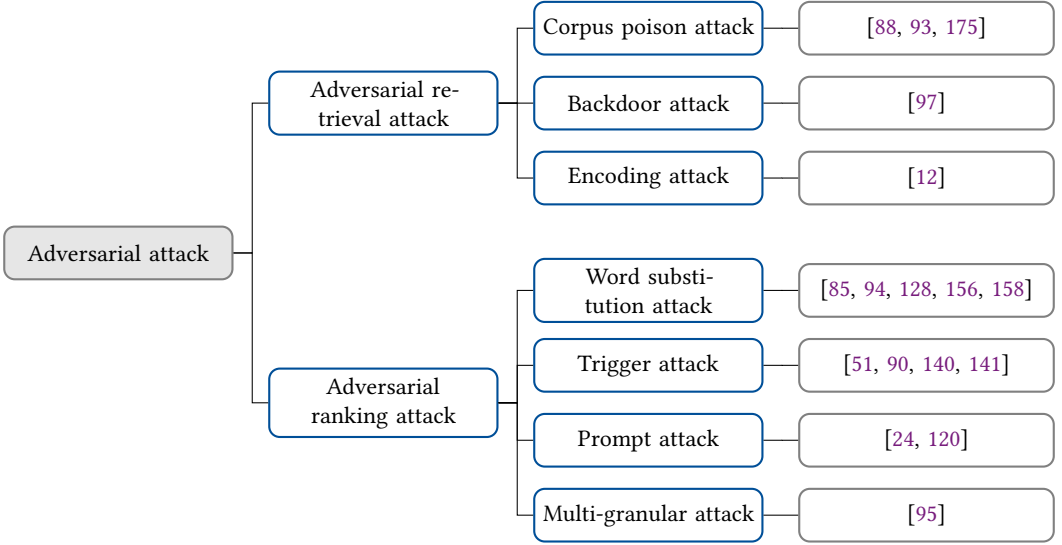 Corpus poison attack
[88, 93, 175]
Adversarial re-
trieval attack
Backdoor attack
[97]
Encoding attack
[12]
Adversarial attack
Word substi-
tution attack
[85, 94, 128, 156, 158]
Trigger attack
[51, 90, 140, 141]
Adversarial
ranking attack
Prompt attack
[24, 120]
Multi-granular attack
[95]